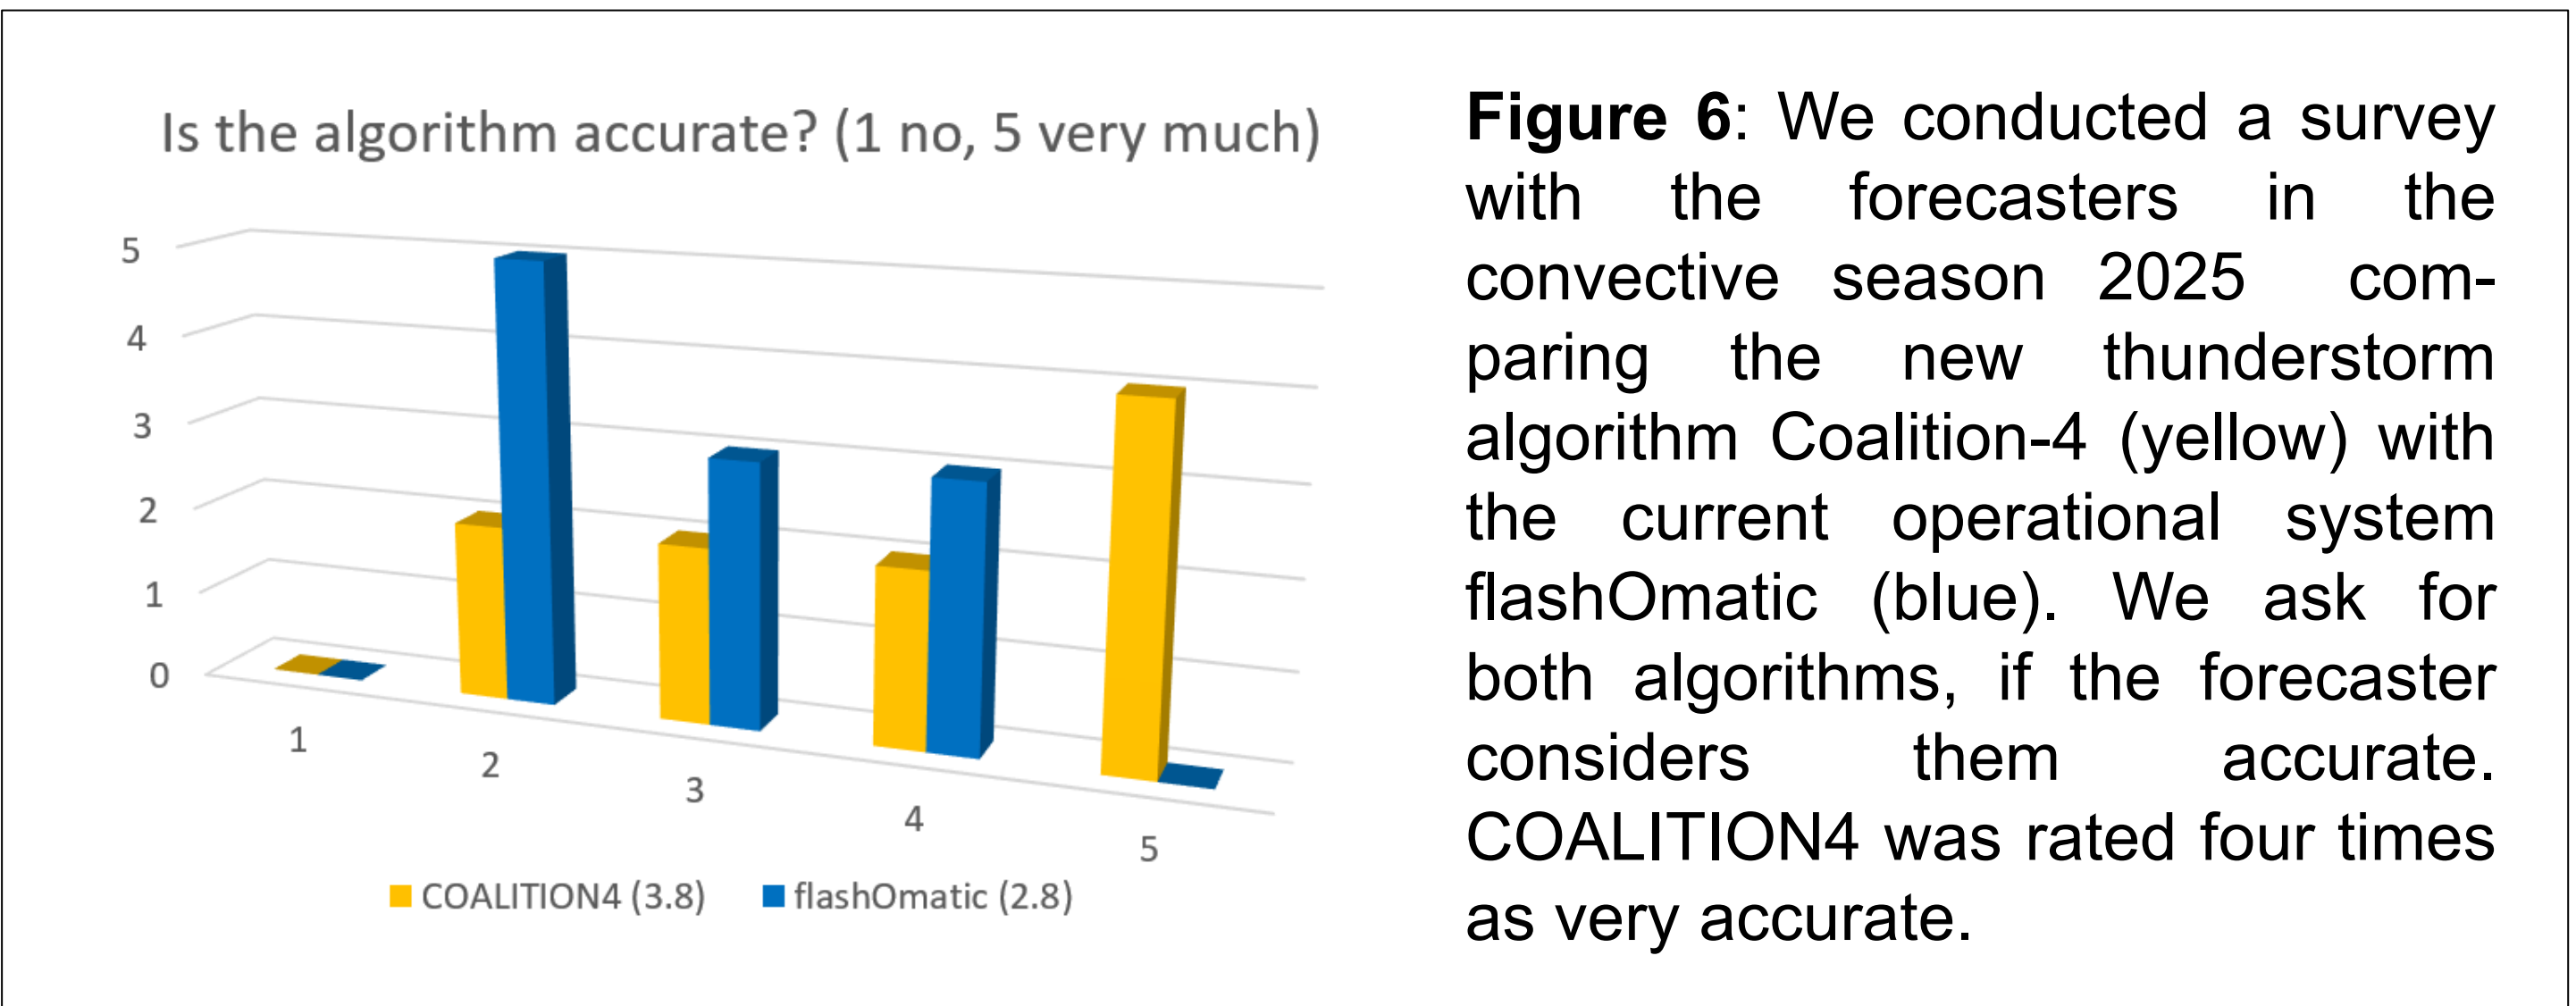 Is the algorithm accurate? (1 no, 5 very much)
5
4
3
2
1
0
1
2
3
4
5
COALITION4 (3.8) flashOmatic (2.8)
Figure 6: We conducted a survey
with the forecasters in the
convective season 2025 com-
paring the new thunderstorm
algorithm Coalition-4 (yellow) with
the current operational system
flashOmatic (blue). We ask for
both algorithms, if the forecaster
considers them accurate.
COALITION4 was rated four times
as very accurate.